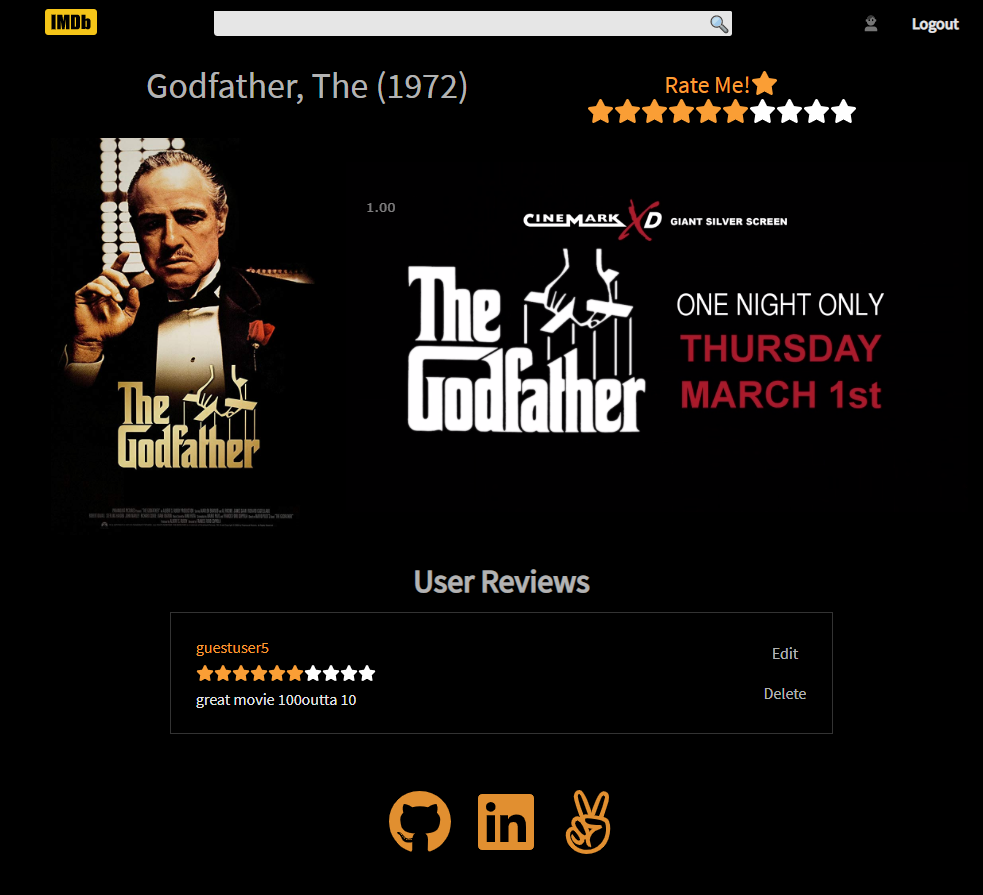 IMDb
Logout
Godfather, The (1972)
Rate Me!
1.00
CINEMARK XD GIANT SILVER SCREEN
The
Godfather
ONE NIGHT ONLY
THURSDAY
MARCH 1st
The
Godfather
User Reviews
guestuser5
Edit
great movie 100outta 10
Delete
in